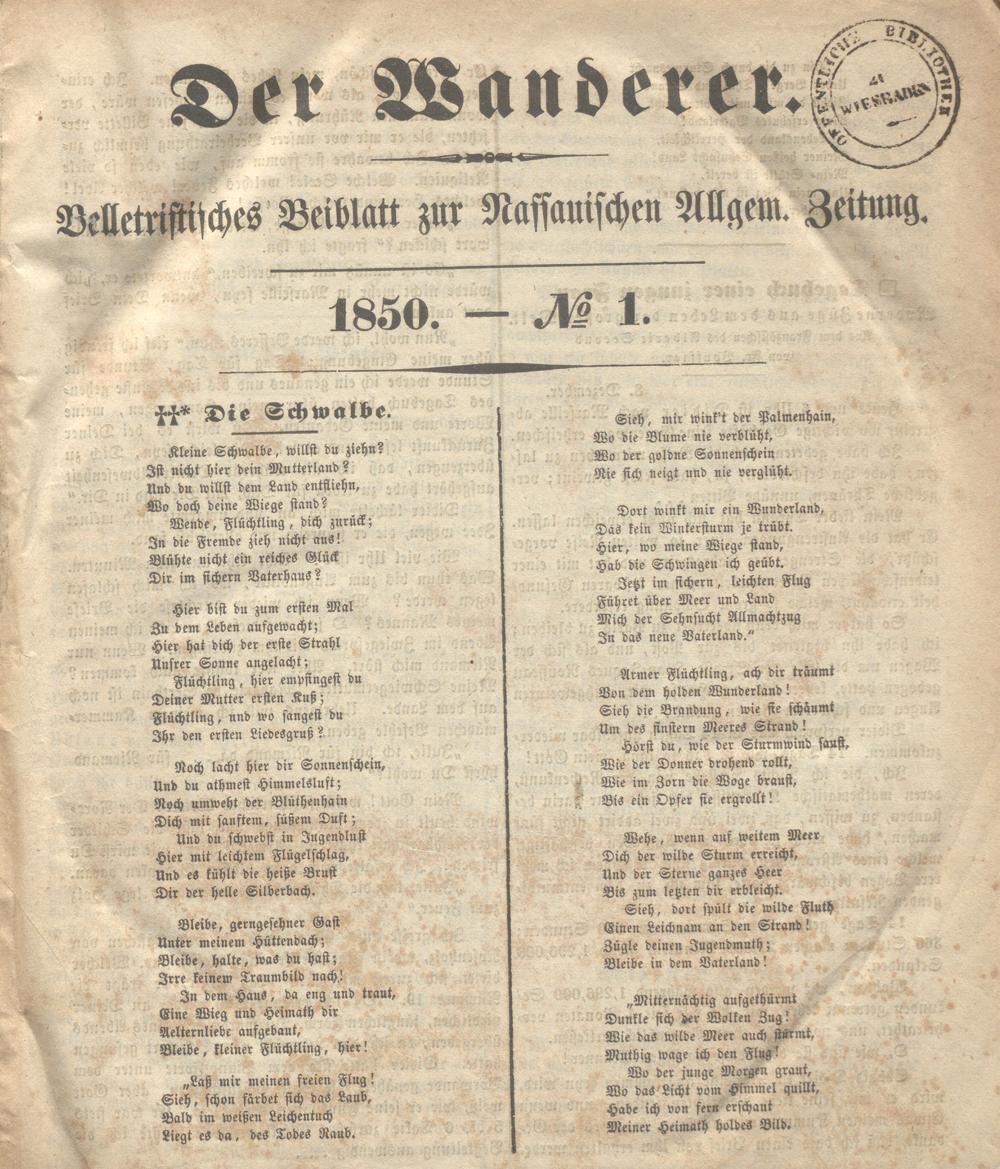 Der Wanderer.
OFFENTLICHE BIBLIOTHEK
ZU
WIESBADEN
Belletristisches Beiblatt zur Nassauischen Allgem. Zeitung.
1850. — № 1.
††* Die Schwalbe.
Kleine Schwalbe, willst du ziehn?
Ist nicht hier dein Mutterland?
Und du willst dem Land entfliehn,
Wo doch deine Wiege stand?
Wende, Flüchtling, dich zurück;
In die Fremde zieh nicht aus!
Blühte nicht ein reiches Glück
Dir im sichern Vaterhaus?
Hier bist du zum ersten Mal
Zu dem Leben aufgewacht;
Hier hat dich der erste Strahl
Unsrer Sonne angelacht;
Flüchtling, hier empfingest du
Deiner Mutter ersten Kuß;
Flüchtling, und wo sangest du
Ihr den ersten Liedesgruß?
Noch lacht hier dir Sonnenschein,
Und du athmest Himmelsluft;
Noch umweht der Blüthenhain
Dich mit sanftem, süßem Duft;
Und du schwebst in Jugendlust
Hier mit leichtem Flügelschlag,
Und es kühlt die heiße Brust
Dir der helle Silberbach.
Bleibe, gerngesehner Gast
Unter meinem Hüttendach;
Bleibe, halte, was du hast;
Irre keinem Traumbild nach!
In dem Haus, da eng und traut,
Eine Wieg und Heimath dir
Aelternliebe aufgebaut,
Bleibe, kleiner Flüchtling, hier!
„Laß mir meinen freien Flug!
Sieh, schon färbet sich das Laub,
Bald im weißen Leichentuch
Liegt es da, des Todes Raub.
Sieh, mir wink't der Palmenhain,
Wo die Blume nie verblüht,
Wo der goldne Sonnenschein
Nie sich neigt und nie verglüht.
Dort winkt mir ein Wunderland,
Das kein Wintersturm je trübt.
Hier, wo meine Wiege stand,
Hab die Schwingen ich geübt.
Jetzt im sichern, leichten Flug
Führet über Meer und Land
Mich der Sehnsucht Allmachtzug
In das neue Vaterland.“
Armer Flüchtling, ach dir träumt
Von dem holden Wunderland!
Sieh die Brandung, wie sie schäumt
Um des finstern Meeres Strand!
Hörst du, wie der Sturmwind saust,
Wie der Donner drohend rollt,
Wie im Zorn die Woge braust,
Bis ein Opfer sie ergrollt!
Wehe, wenn auf weitem Meer
Dich der wilde Sturm erreicht,
Und der Sterne ganzes Heer
Bis zum letzten dir erbleicht.
Sieh, dort spült die wilde Fluth
Einen Leichnam an den Strand!
Zügle deinen Jugendmuth;
Bleibe in dem Vaterland!
„Mitternächtig aufgethürmt
Dunkle sich der Wolken Zug!
Wie das wilde Meer auch stürmt,
Muthig wage ich den Flug!
Wo der junge Morgen graut,
Wo das Licht vom Himmel quillt,
Habe ich von fern erschaut
Meiner Heimath holdes Bild.